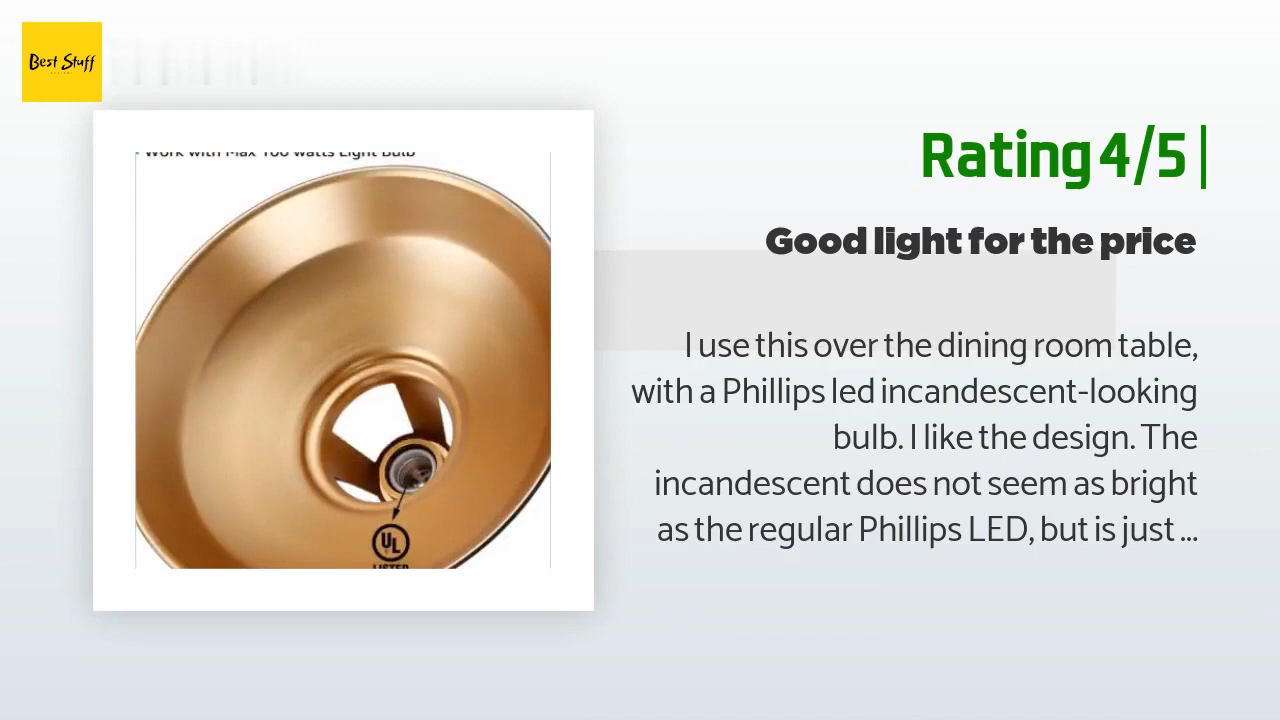 Best Stuff
Work with Max 100 watts Light Bulb
UL
LISTED
Rating 4/5 |
Good light for the price
I use this over the dining room table,
with a Phillips led incandescent-looking
bulb. I like the design. The
incandescent does not seem as bright
as the regular Phillips LED, but is just ...